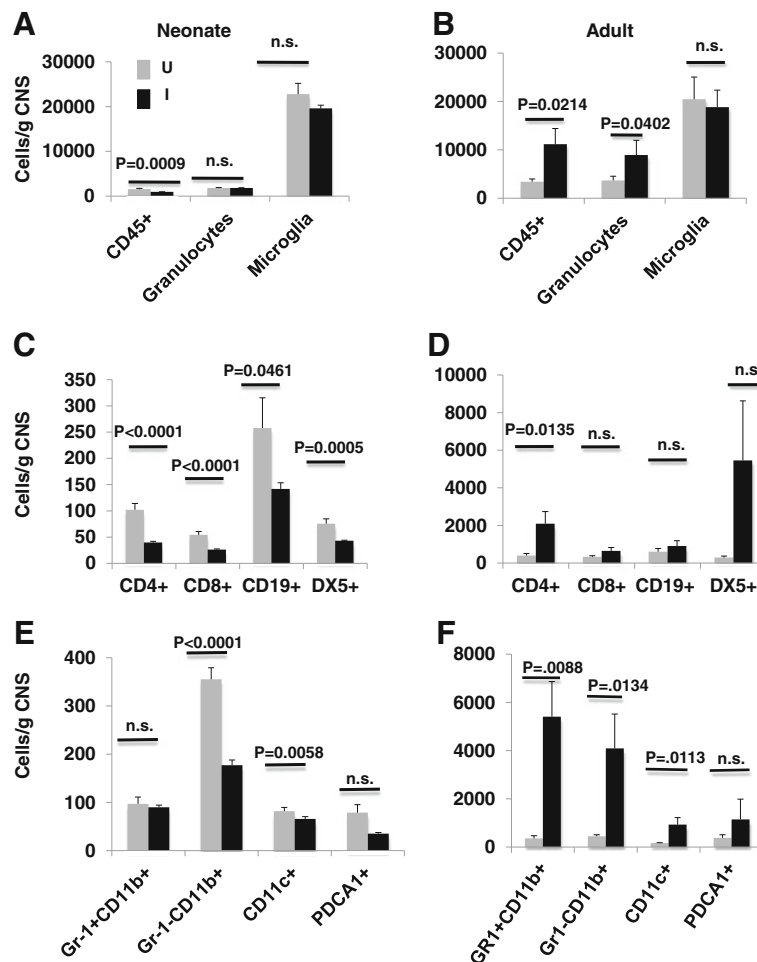 A
Neonate
U
I
Cells/g CNS
30000
20000
10000
0
P=0.0009
n.s.
n.s.
CD45+
Granulocytes
Microglia
B
Adult
30000
20000
10000
0
P=0.0214
P=0.0402
n.s.
CD45+
Granulocytes
Microglia
C
Cells/g CNS
350
300
250
200
150
100
50
0
P<0.0001
P<0.0001
P=0.0461
P=0.0005
CD4+ CD8+ CD19+ DX5+
D
10000
8000
6000
4000
2000
0
P=0.0135
n.s.
n.s.
n.s
CD4+ CD8+ CD19+ DX5+
E
Cells/g CNS
400
300
200
100
0
n.s.
P<0.0001
P=0.0058
n.s.
Gr-1+CD11b+
Gr-1-CD11b+
CD11c+
PDCA1+
F
8000
6000
4000
2000
0
P=.0088
P=.0134
P=.0113
n.s.
GR1+CD11b+
Gr1-CD11b+
CD11c+
PDCA1+